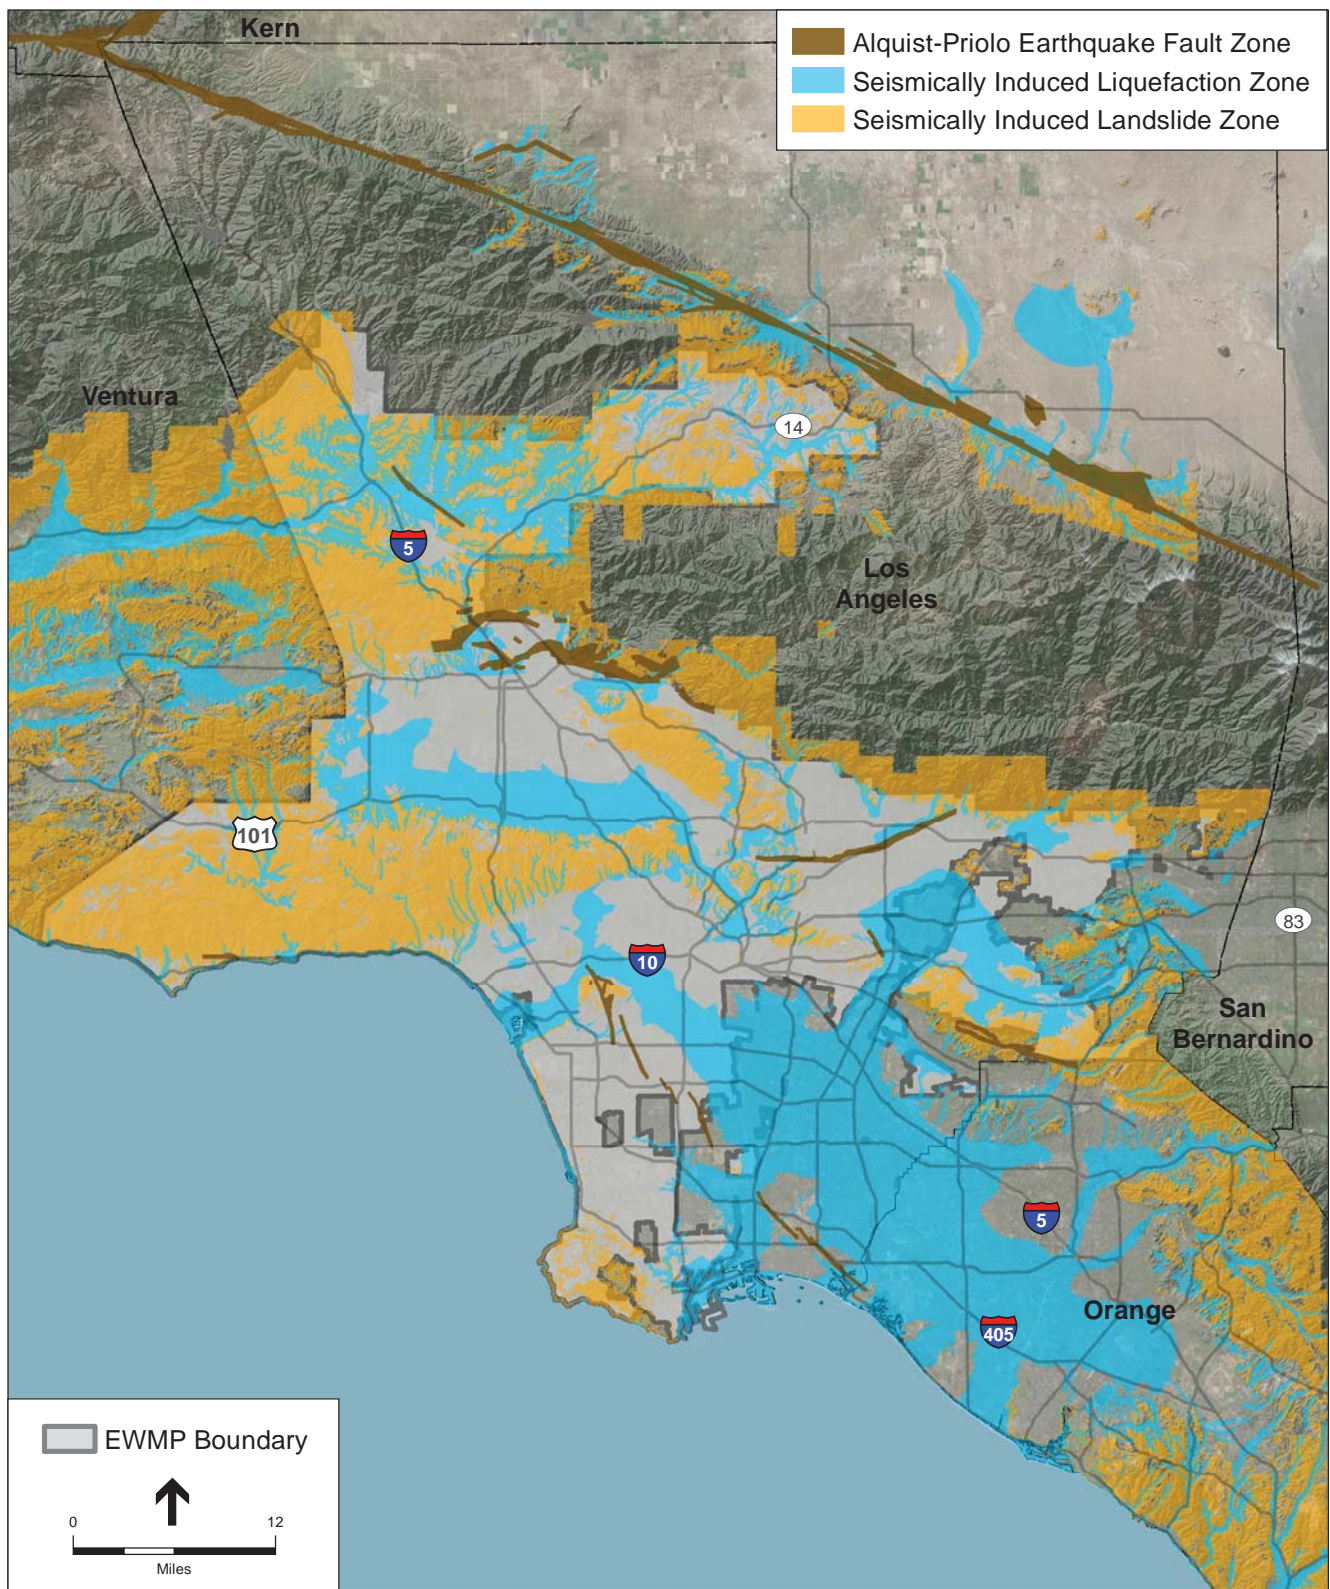 Kern
Alquist-Priolo Earthquake Fault Zone
Seismically Induced Liquefaction Zone
Seismically Induced Landslide Zone
Ventura
14
5
Los
Angeles
101
83
10
San
Bernardino
5
Orange
405
EWMP Boundary
0 12
Miles